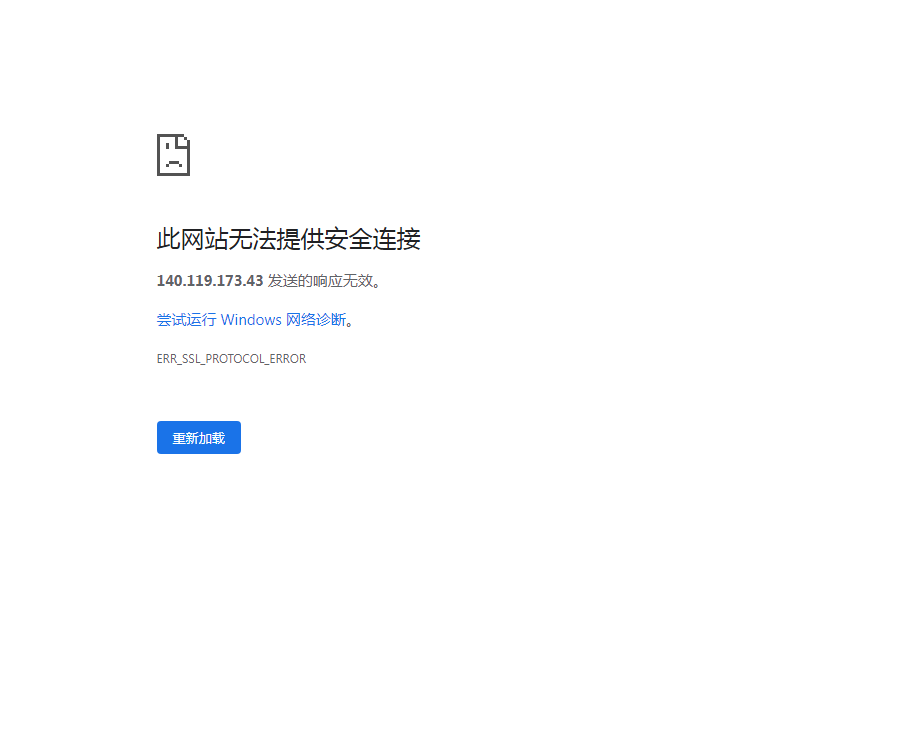 此网站无法提供安全连接
140.119.173.43 发送的响应无效。
尝试运行 Windows 网络诊断。
ERR_SSL_PROTOCOL_ERROR
重新加载